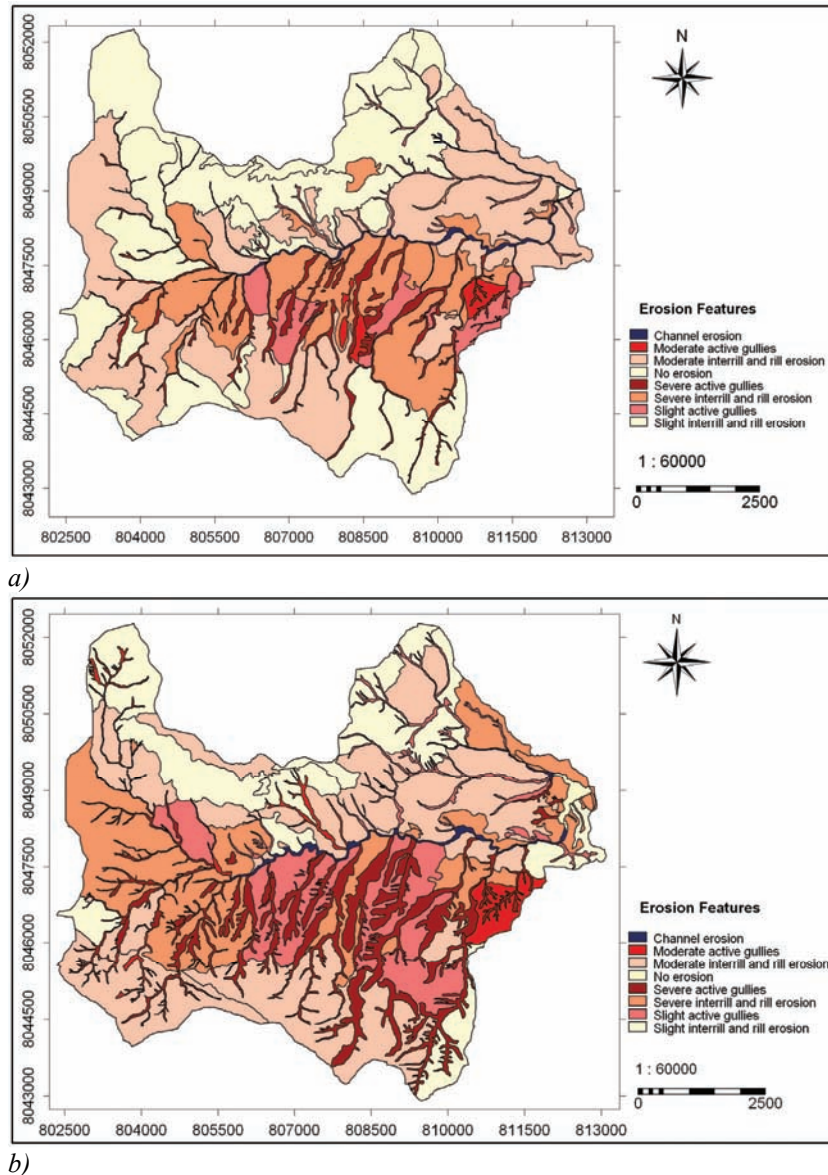 8052000
N
8050500
8049000
8047500
8046000
8044500
8043000
Erosion Features
Channel erosion
Moderate active gullies
Moderate interrill and rill erosion
No erosion
Severe active gullies
Severe interrill and rill erosion
Slight active gullies
Slight interrill and rill erosion
1 : 60000
0 2500
802500 804000 805500 807000 808500 810000 811500 813000
a)
8052000
N
8050500
8049000
8047500
8046000
8044500
8043000
Erosion Features
Channel erosion
Moderate active gullies
Moderate interrill and rill erosion
No erosion
Severe active gullies
Severe interrill and rill erosion
Slight active gullies
Slight interrill and rill erosion
1 : 60000
0 2500
802500 804000 805500 807000 808500 810000 811500 813000
b)